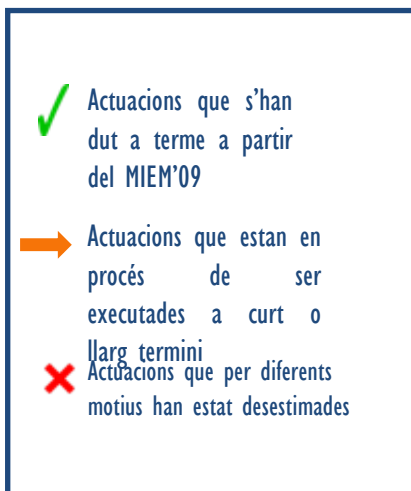 Actuacions que s’han
dut a terme a partir
del MIEM’09
Actuacions que estan en
procés de ser
executades a curt o
llarg termini
Actuacions que per diferents
motius han estat desestimades